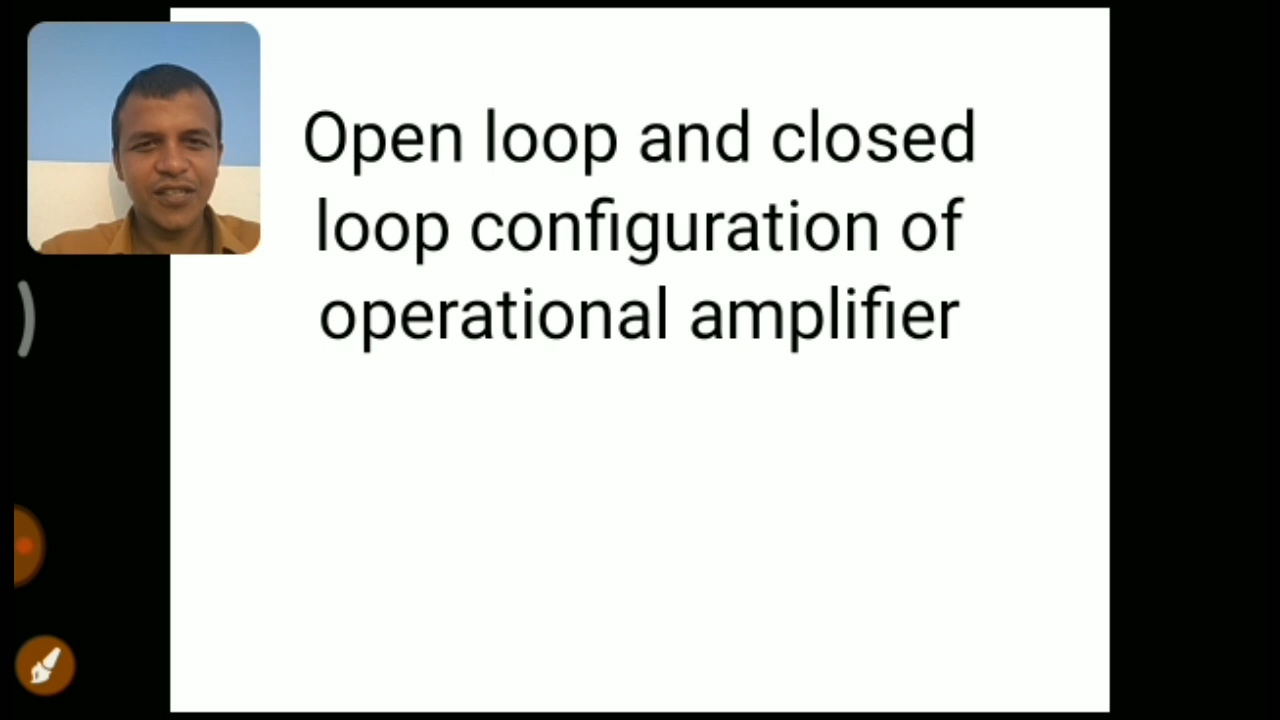 Open loop and closed
loop configuration of
operational amplifier